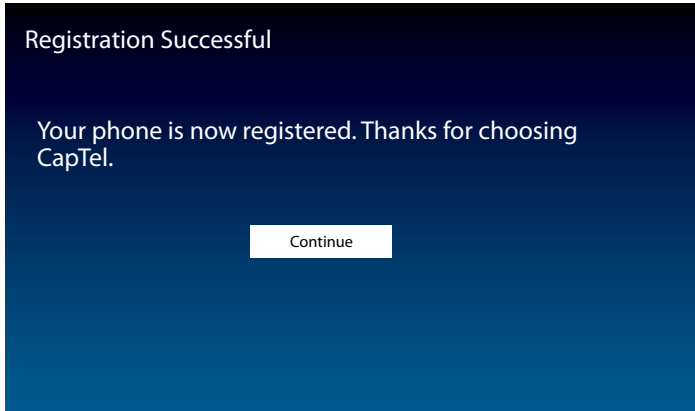 Registration Successful
Your phone is now registered. Thanks for choosing
CapTel.
Continue